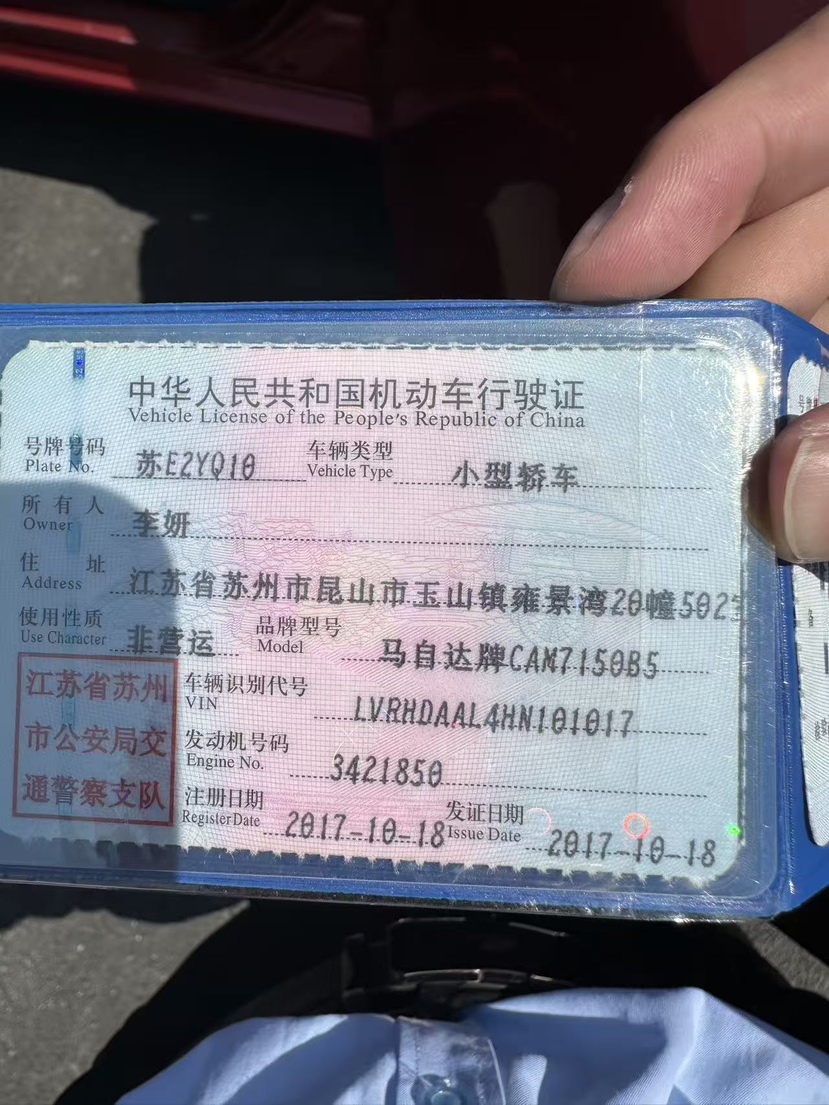 中华人民共和国机动车行驶证
Vehicle License of the People's Republic of China
号牌号码 Plate No. 苏E2YQ10 车辆类型 Vehicle Type 小型轿车
所有人 Owner 李妍
住址 Address 江苏省苏州市昆山市玉山镇雍景湾20幢502
使用性质 Use Character 非营运 品牌型号 Model 马自达牌CAM7150B5
江苏省苏州
市公安局交
通警察支队
车辆识别代号 VIN LVRHDAAL4HN101017
发动机号码 Engine No. 3421850
注册日期 Register Date 2017-10-18 发证日期 Issue Date 2017-10-18